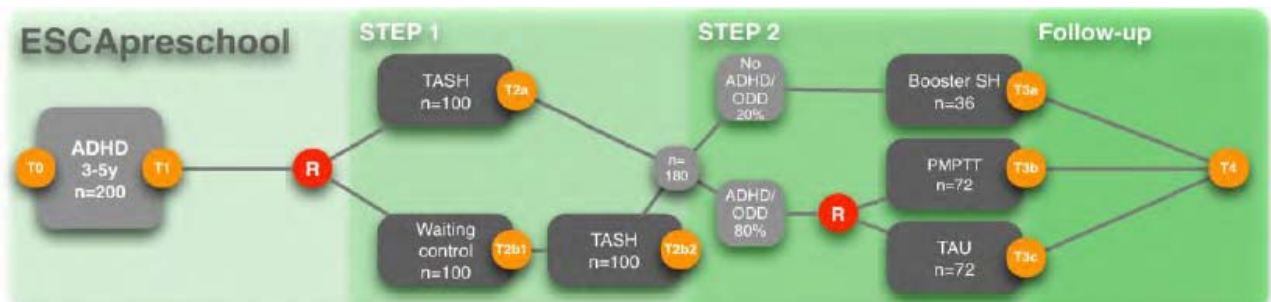 ESCApreschool
STEP 1
STEP 2
Follow-up
T0
ADHD
3-5y
n=200
T1
R
TASH
n=100
T2a
Waiting
control
n=100
T2b1
TASH
n=100
T2b2
n=
180
No
ADHD/
ODD
20%
ADHD/
ODD
80%
R
Booster SH
n=36
T3a
PMPTT
n=72
T3b
TAU
n=72
T3c
T4